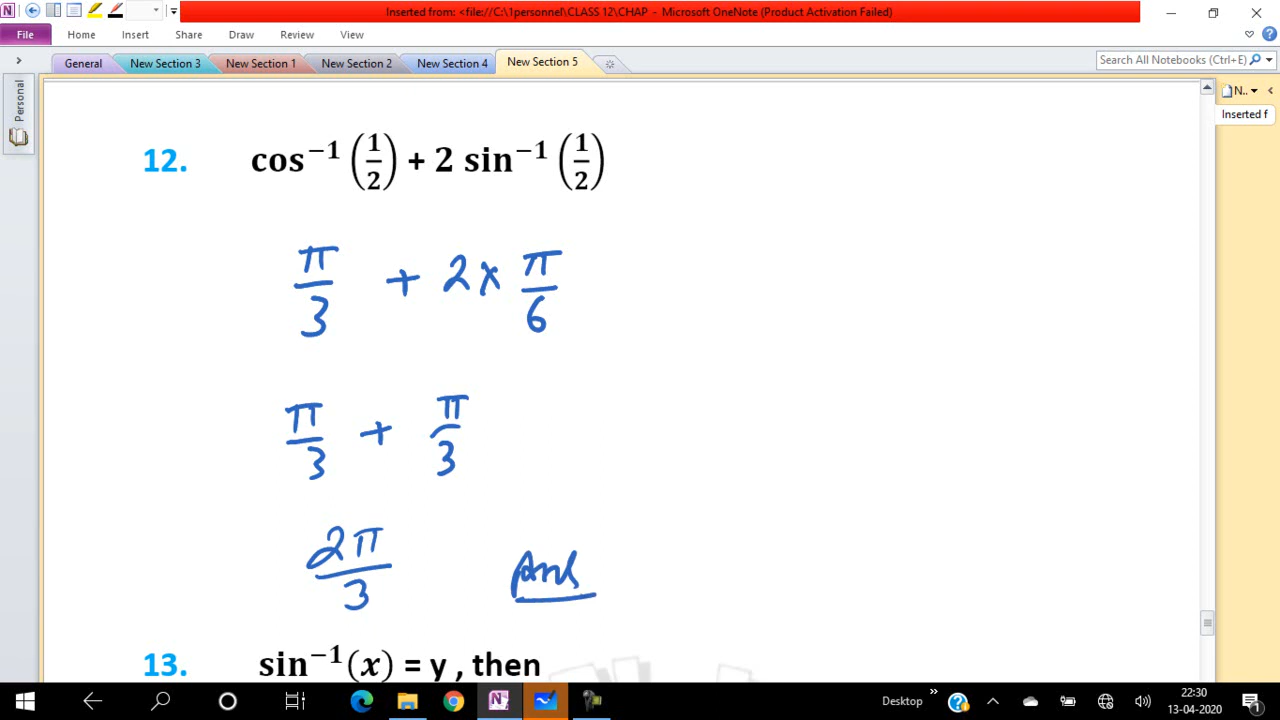 Inserted from: <file://C:\1personnel\CLASS 12\CHAP - Microsoft OneNote (Product Activation Failed)
File Home Insert Share Draw Review View
General New Section 3 New Section 1 New Section 2 New Section 4 New Section 5 Search All Notebooks (Ctrl+E)
Personal
N..
Inserted f
12. cos⁻¹ (1/2) + 2 sin⁻¹ (1/2)
π/3 + 2 × π/6
π/3 + π/3
2π/3 Ans
13. sin⁻¹(x) = y , then
Desktop 22:30
13-04-2020